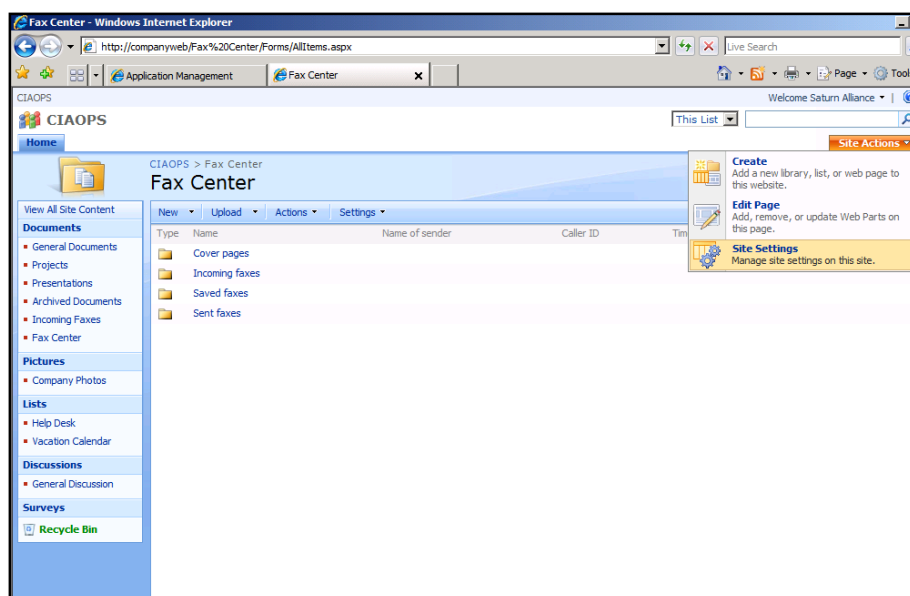 Fax Center - Windows Internet Explorer
http://companyweb/Fax%20Center/Forms/AllItems.aspx
Live Search
Application Management
Fax Center
Page
Tool
CIAOPS
Welcome Saturn Alliance
CIAOPS
This List
Home
Site Actions
CIAOPS > Fax Center
Fax Center
Create
Add a new library, list, or web page to
this website.
Edit Page
Add, remove, or update Web Parts on
this page.
Site Settings
Manage site settings on this site.
View All Site Content
New
Upload
Actions
Settings
Type
Name
Name of sender
Caller ID
Tim
Cover pages
Incoming faxes
Saved faxes
Sent faxes
Documents
General Documents
Projects
Presentations
Archived Documents
Incoming Faxes
Fax Center
Pictures
Company Photos
Lists
Help Desk
Vacation Calendar
Discussions
General Discussion
Surveys
Recycle Bin